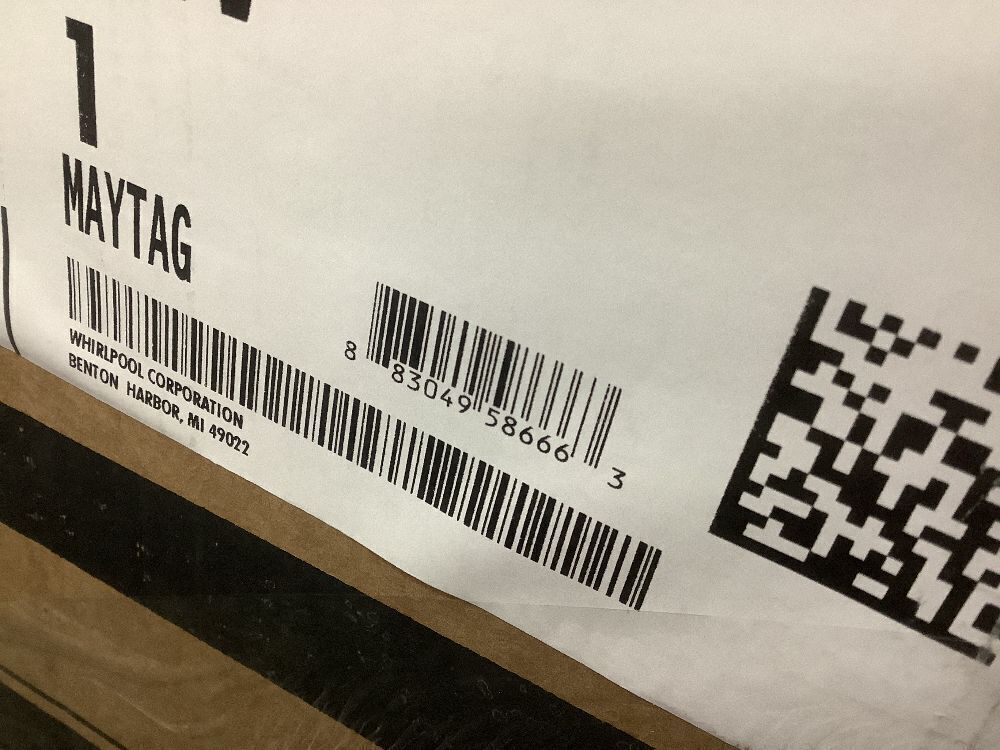 1
MAYTAG
WHIRLPOOL CORPORATION
BENTON HARBOR, MI 49022
8 83049 58666 3